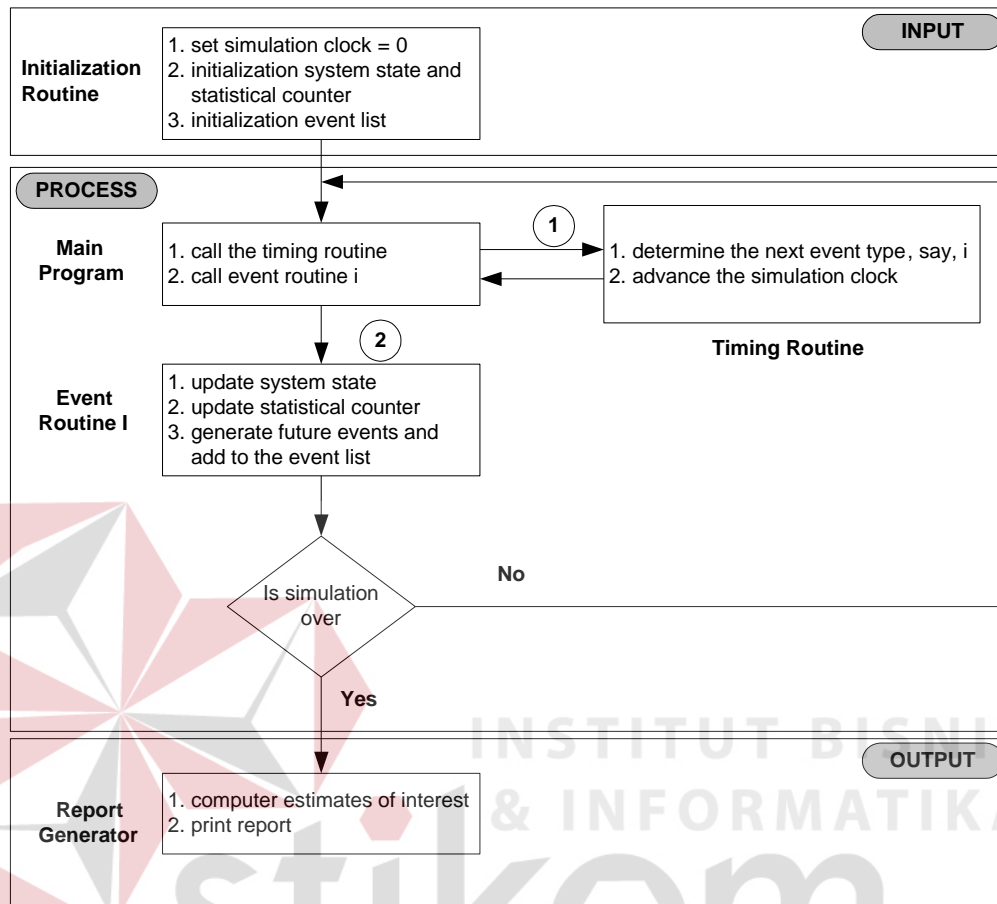 INPUT
Initialization
Routine
1. set simulation clock = 0
2. initialization system state and
statistical counter
3. initialization event list
PROCESS
Main
Program
1. call the timing routine
2. call event routine i
1
1. determine the next event type, say, i
2. advance the simulation clock
Timing Routine
2
Event
Routine I
1. update system state
2. update statistical counter
3. generate future events and
add to the event list
Is simulation
over
No
Yes
INSTITUT BISNI
& INFORMATIKA
stikom
OUTPUT
Report
Generator
1. computer estimates of interest
2. print report